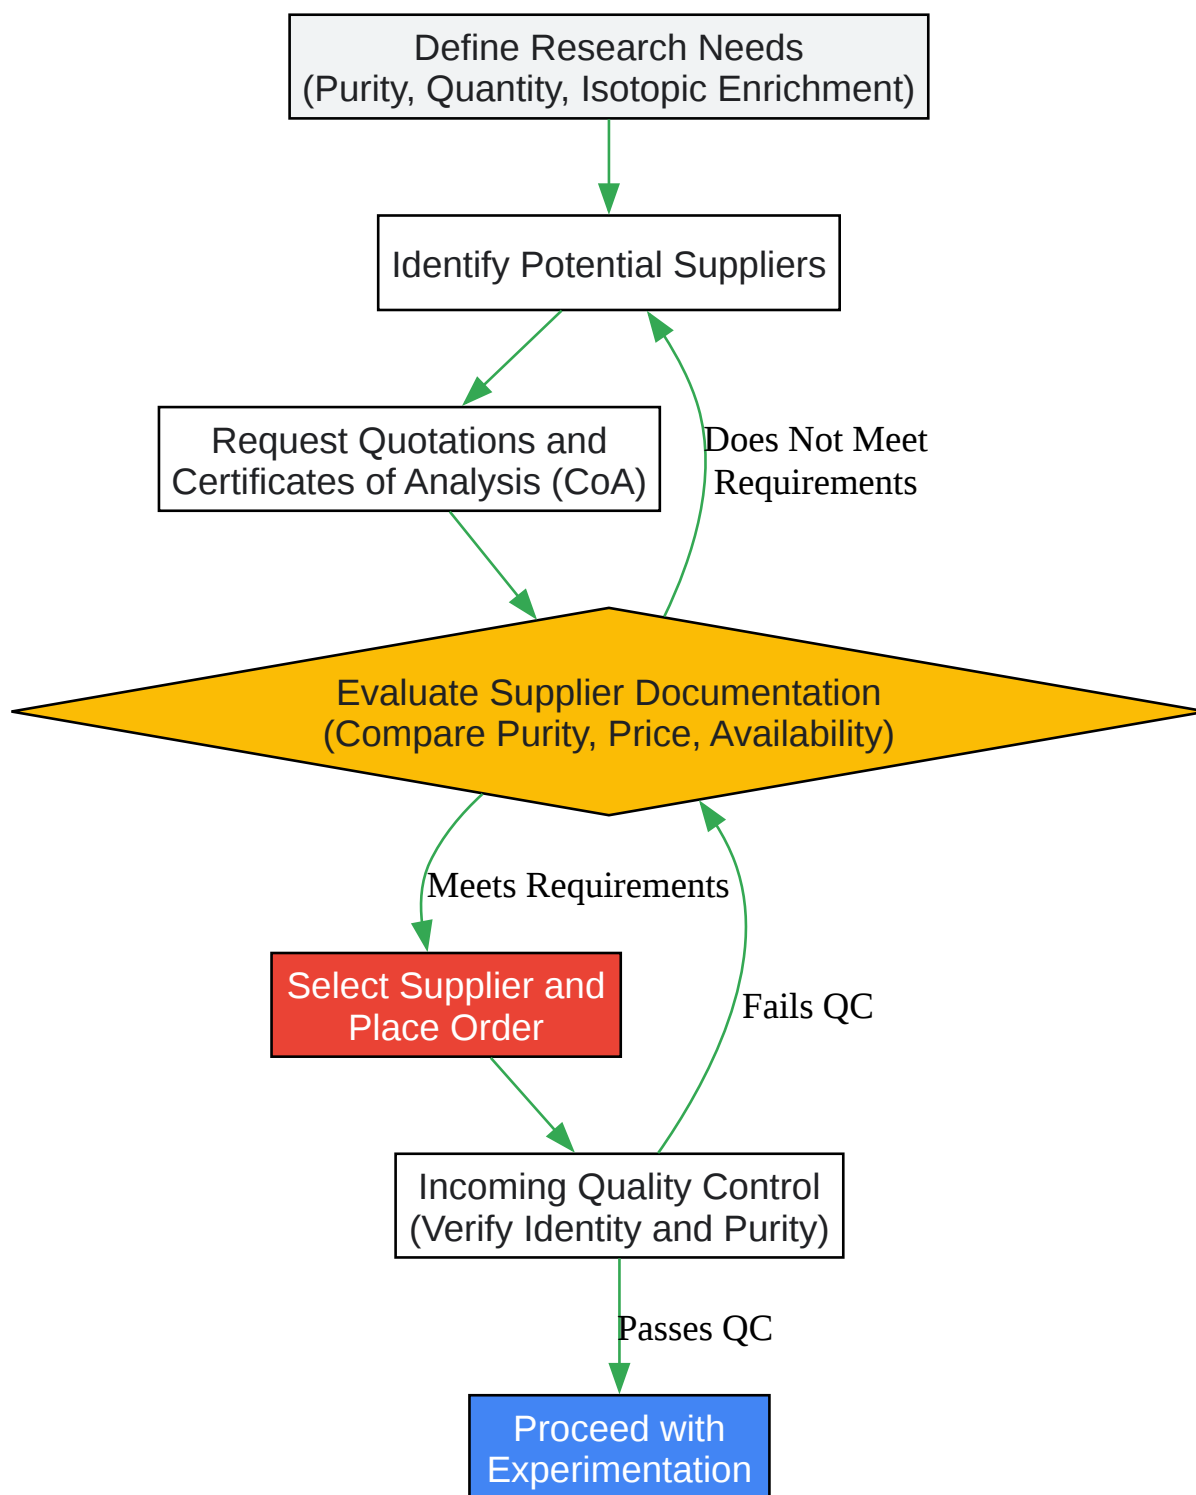 Define Research Needs
(Purity, Quantity, Isotopic Enrichment)
Identify Potential Suppliers
Request Quotations and
Certificates of Analysis (CoA)
Does Not Meet
Requirements
Evaluate Supplier Documentation
(Compare Purity, Price, Availability)
Meets Requirements
Select Supplier and
Place Order
Fails QC
Incoming Quality Control
(Verify Identity and Purity)
Passes QC
Proceed with
Experimentation